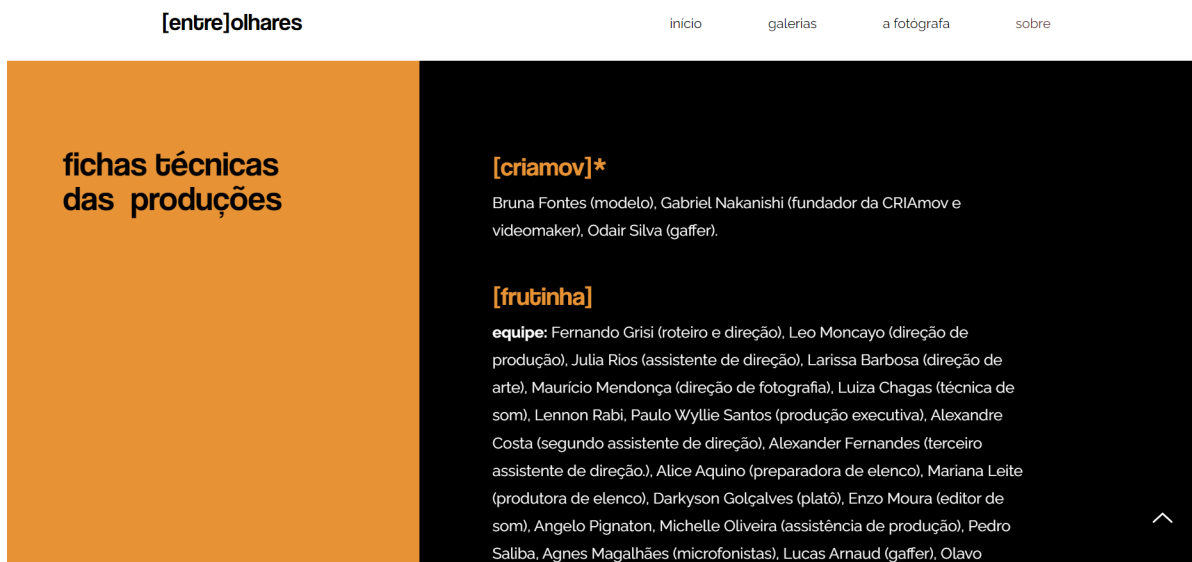 [entre]olhares
início
galerias
a fotógrafa
sobre
fichas técnicas
das produções
[criamov]*
Bruna Fontes (modelo), Gabriel Nakanishi (fundador da CRIAmov e
videomaker), Odair Silva (gaffer).
[frutinha]
equipe: Fernando Grisi (roteiro e direção), Leo Moncayo (direção de
produção), Julia Rios (assistente de direção), Larissa Barbosa (direção de
arte), Maurício Mendonça (direção de fotografia), Luiza Chagas (técnica de
som), Lennon Rabi, Paulo Wyllie Santos (produção executiva), Alexandre
Costa (segundo assistente de direção), Alexander Fernandes (terceiro
assistente de direção.), Alice Aquino (preparadora de elenco), Mariana Leite
(produtora de elenco), Darkyson Golçalves (platô), Enzo Moura (editor de
som), Angelo Pignaton, Michelle Oliveira (assistência de produção), Pedro
Saliba, Agnes Magalhães (microfonistas), Lucas Arnaud (gaffer), Olavo